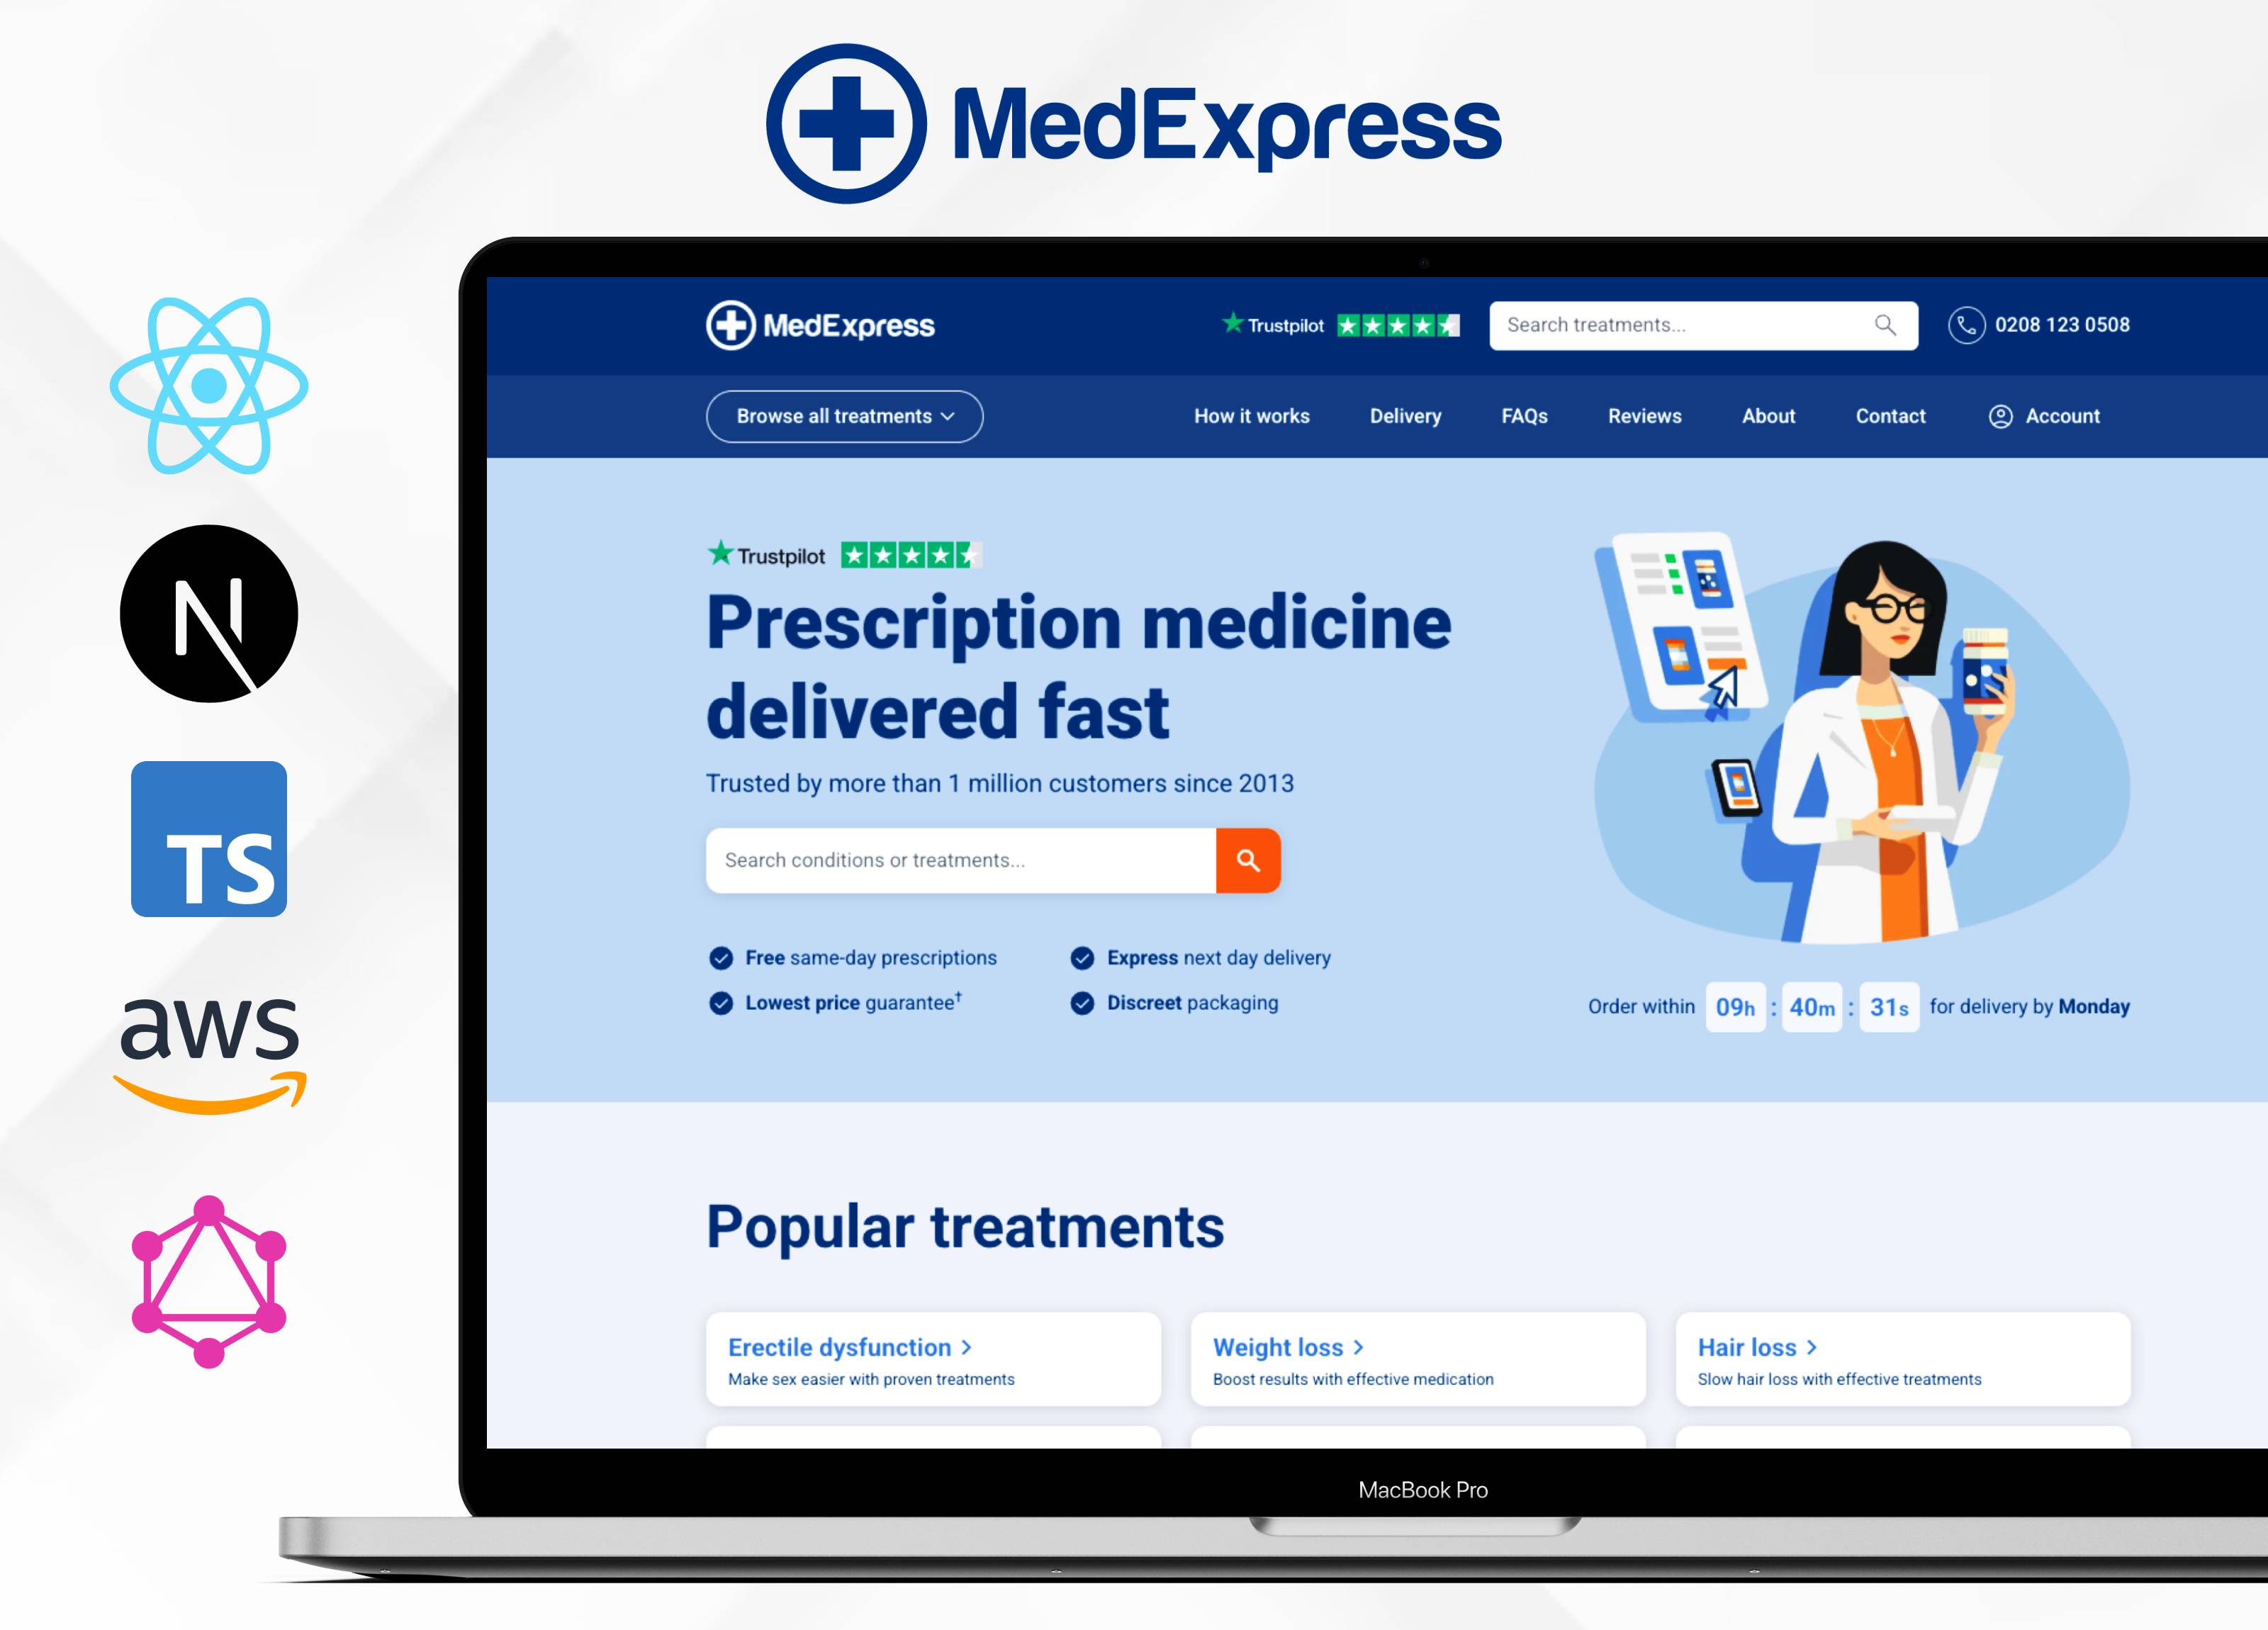 MedExpress
MedExpress
Trustpilot
Search treatments...
0208 123 0508
Browse all treatments
How it works
Delivery
FAQs
Reviews
About
Contact
Account
Trustpilot
Prescription medicine
delivered fast
Trusted by more than 1 million customers since 2013
Search conditions or treatments...
Free same-day prescriptions
Express next day delivery
Lowest price guarantee†
Discreet packaging
Order within 09h : 40m : 31s for delivery by Monday
Popular treatments
Erectile dysfunction
Make sex easier with proven treatments
Weight loss
Boost results with effective medication
Hair loss
Slow hair loss with effective treatments
MacBook Pro
N
TS
aws